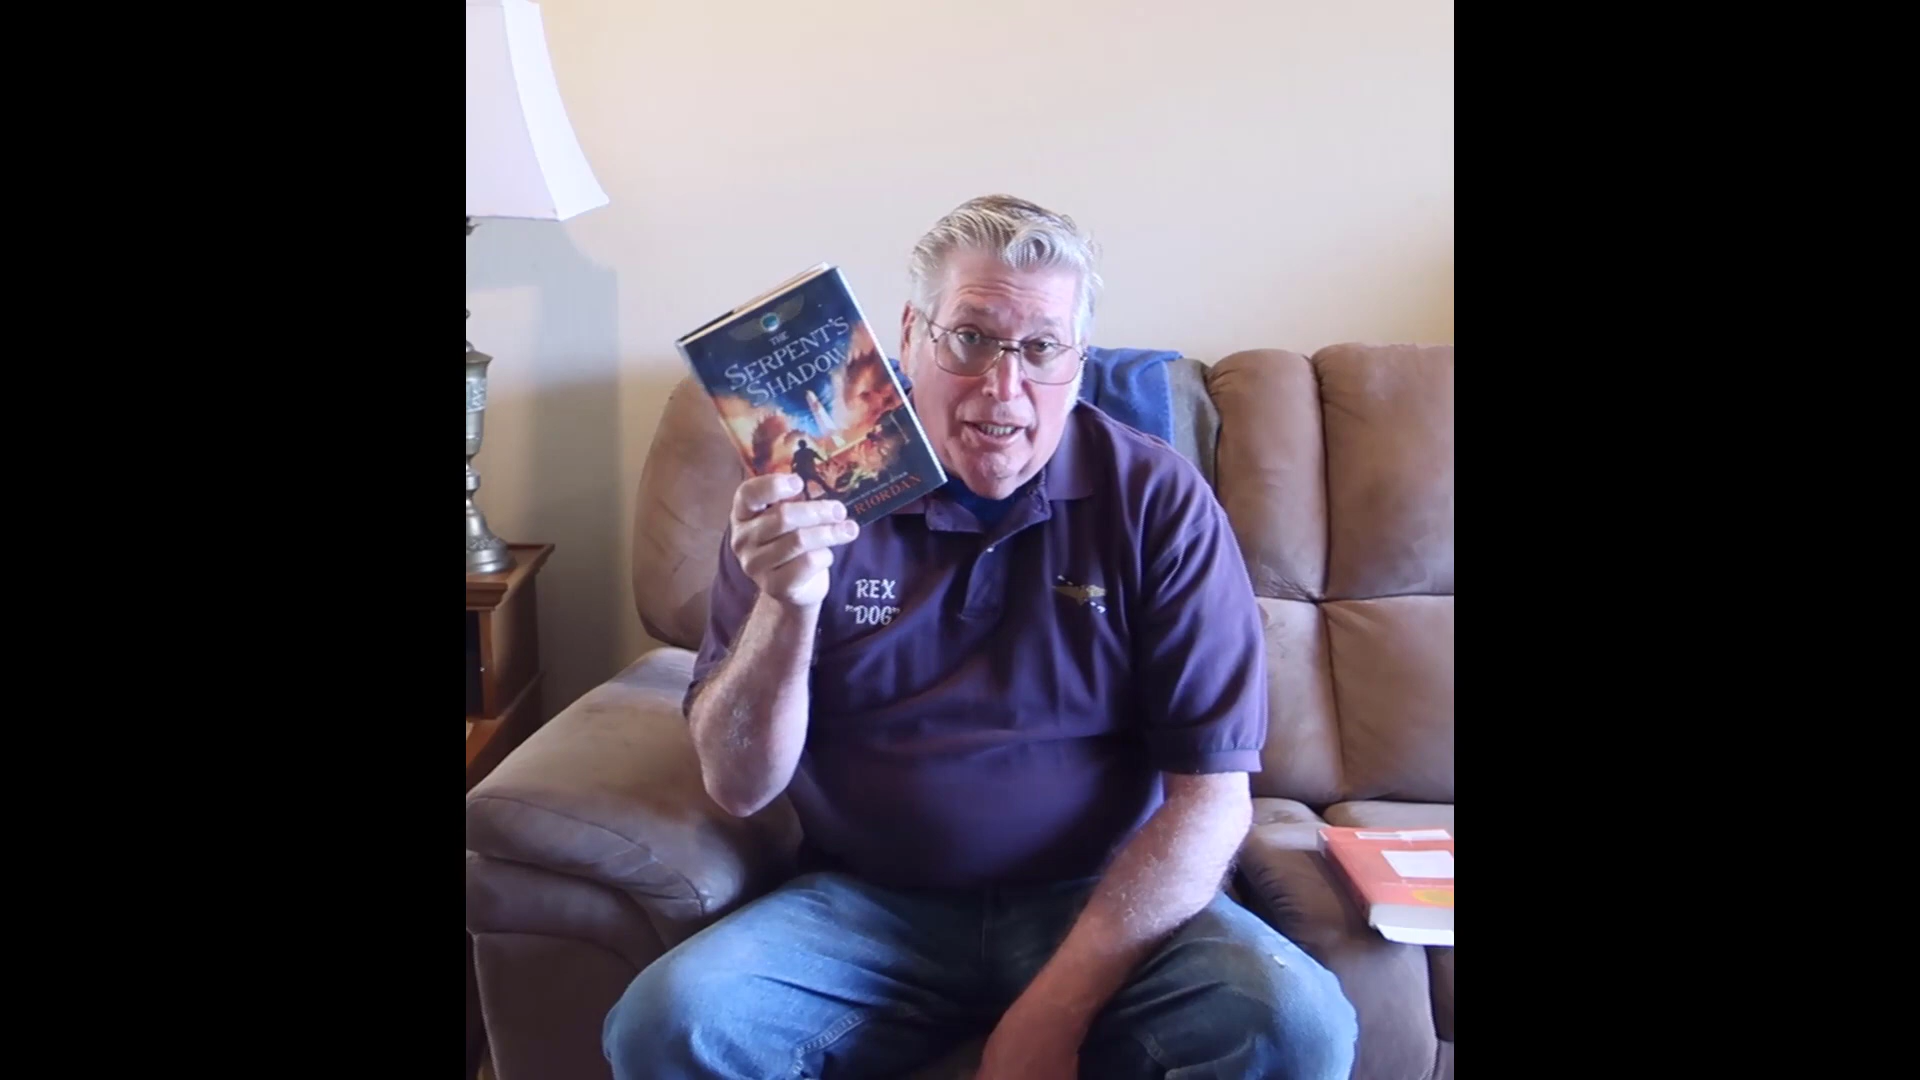 THE
SERPENT'S
SHADOW
RIORDAN
REX
"DOG"